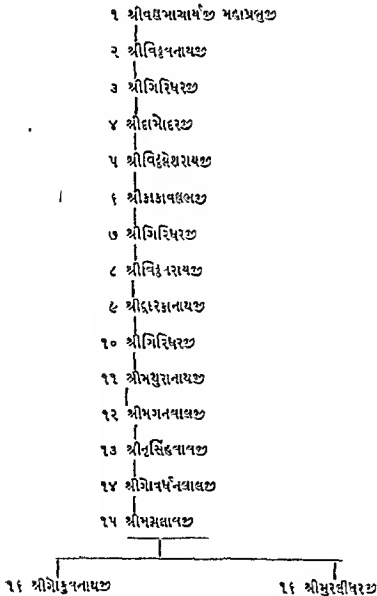 ૧ શ્રીવલ્લભાચાર્યજી મહાપ્રભુજી
૨ શ્રીવિઠ્ઠલનાથજી
૩ શ્રીગિરિધરજી
૪ શ્રીદામોદરજી
૫ શ્રીવિઠ્ઠલેશરાયજી
૬ શ્રીકાકાવલ્લભજી
૭ શ્રીગિરિધરજી
૮ શ્રીવિઠ્ઠલરાયજી
૯ શ્રીદ્વારકાનાથજી
૧૦ શ્રીગિરિધરજી
૧૧ શ્રીમથુરાનાથજી
૧૨ શ્રીમગનલાલજી
૧૩ શ્રીનૃસિંહલાલજી
૧૪ શ્રીગોવર્ધનલાલજી
૧૫
૧૬ શ્રીગોકુલનાથજી ૧૬ શ્રીમુરલીધરજી